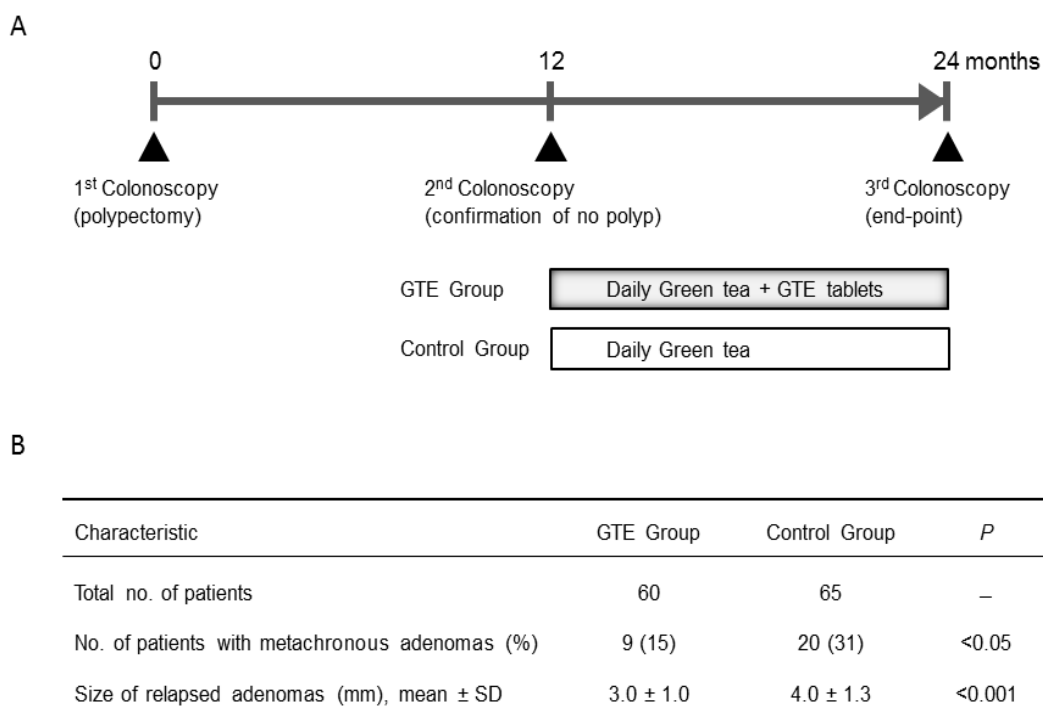 A
0 12 24 months
1st Colonoscopy 2nd Colonoscopy 3rd Colonoscopy
(polypectomy) (confirmation of no polyp) (end-point)
GTE Group Daily Green tea + GTE tablets
Control Group Daily Green tea
B
Characteristic GTE Group Control Group P
Total no. of patients 60 65 –
No. of patients with metachronous adenomas (%) 9 (15) 20 (31) <0.05
Size of relapsed adenomas (mm), mean ± SD 3.0 ± 1.0 4.0 ± 1.3 <0.001